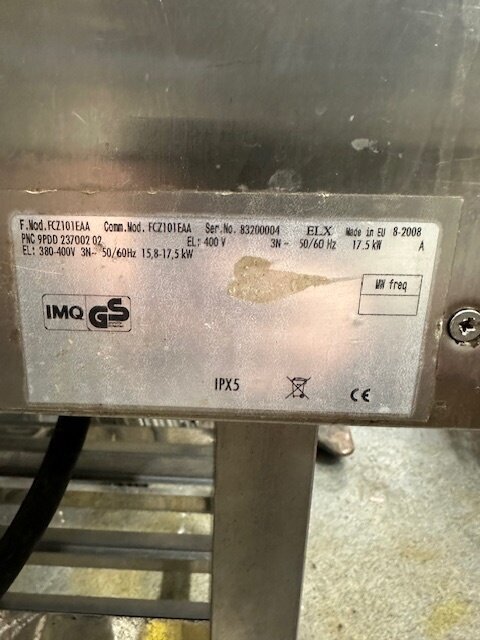 F.Mod.FCZ101EAA Comm.Mod. FCZ101EAA Ser.No. 83200004 ELX Made in EU 8-2008
PNC 9PDD 237002 02 EL: 400 V 3N~ 50/60 Hz 17.5 kW A
EL: 380-400V 3N~ 50/60Hz 15,8-17,5 kW
MW freq
IMQ GS
IPX5 CE